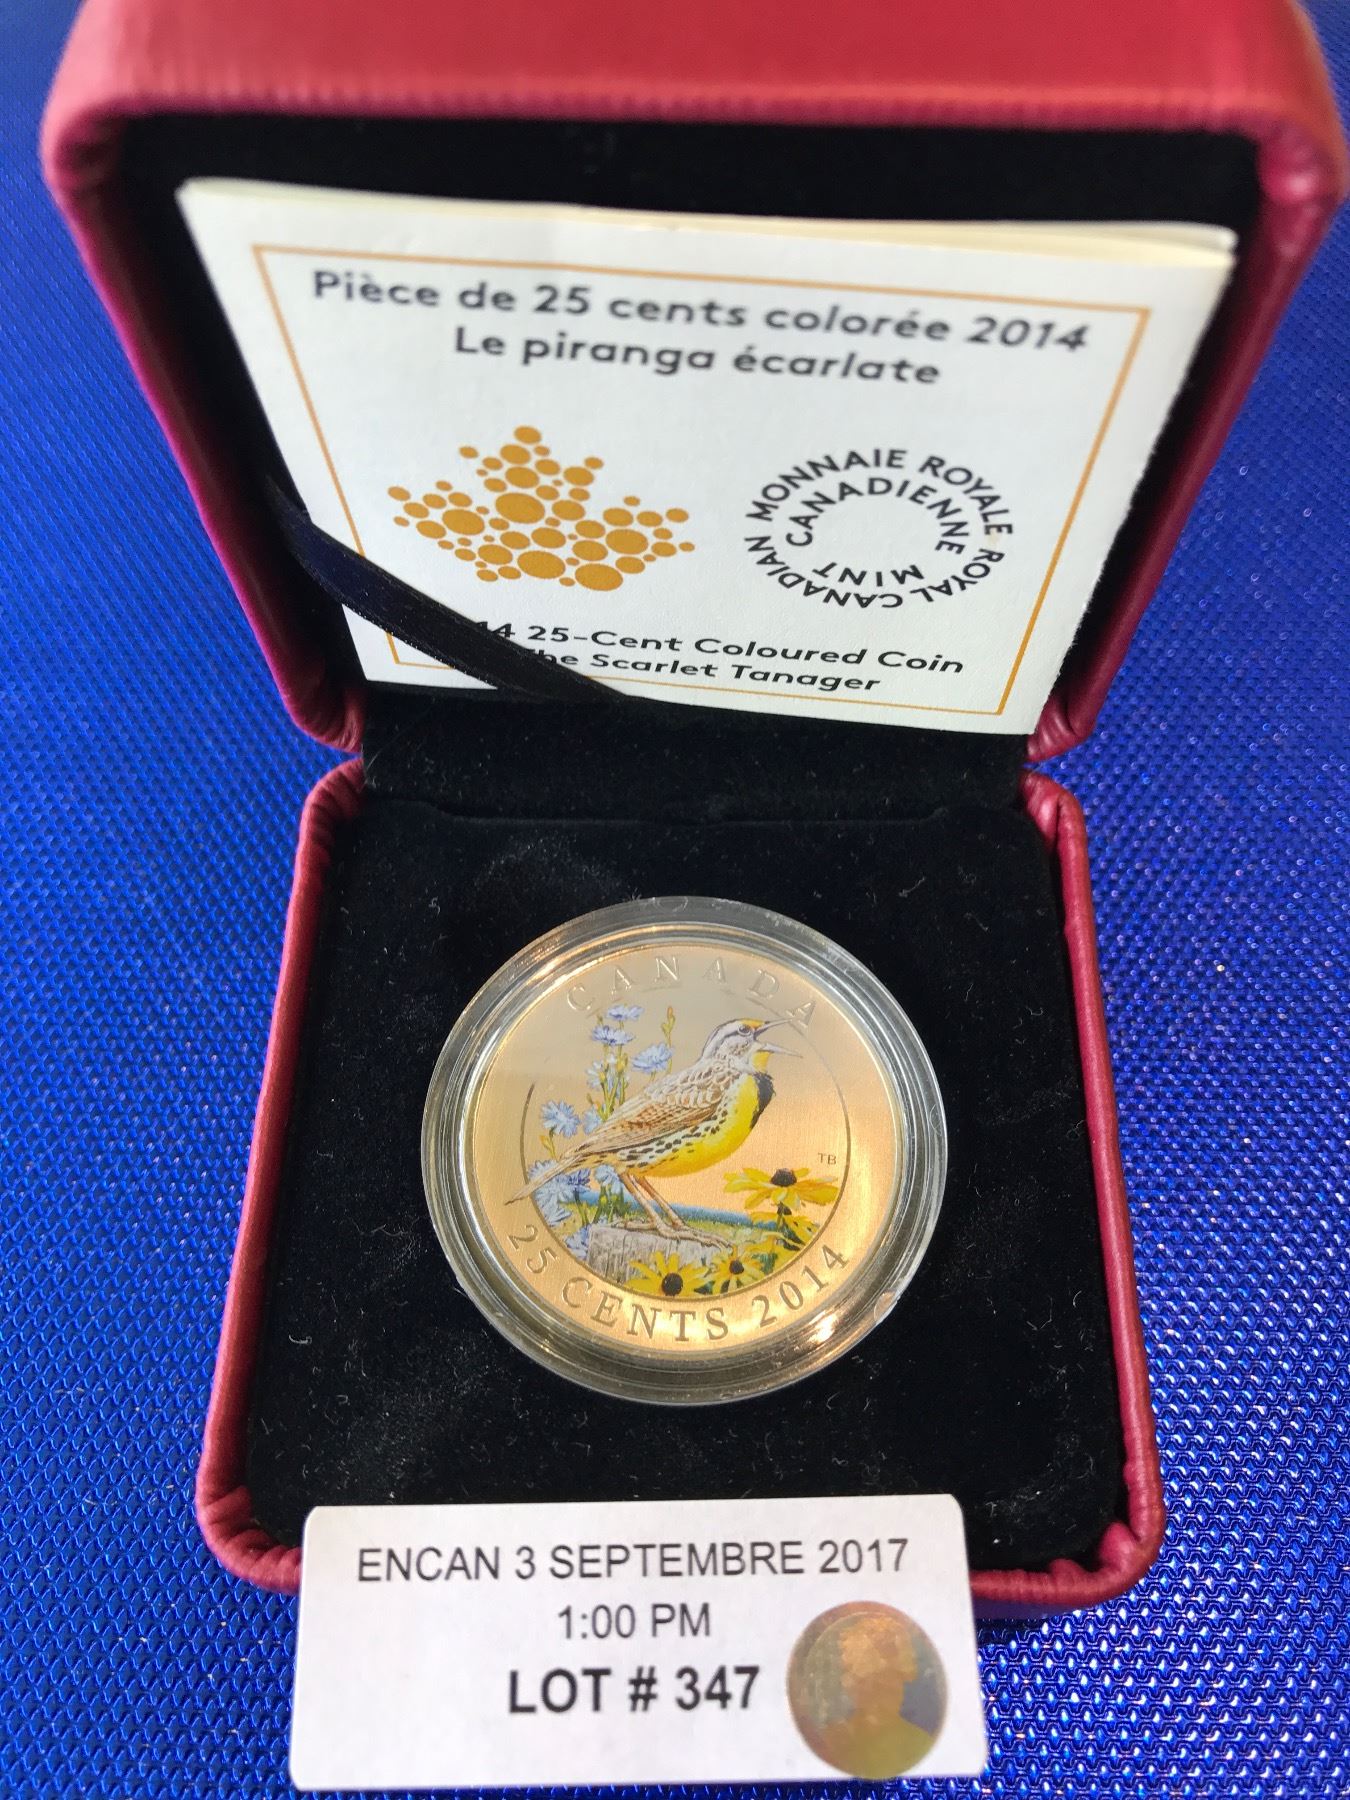 Pièce de 25 cents colorée 2014
Le piranga écarlate
MONNAIE ROYALE CANADIENNE
ROYAL CANADIAN MINT
25-Cent Coloured Coin
Scarlet Tanager
CANADA
TB
25 CENTS 2014
ENCAN 3 SEPTEMBRE 2017
1:00 PM
LOT # 347